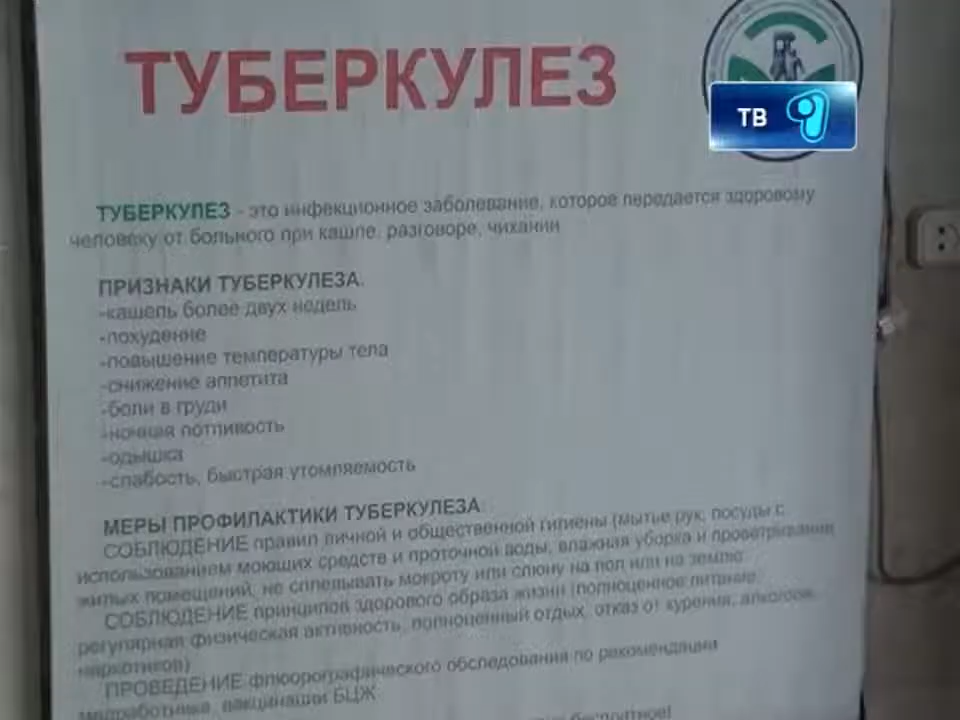 ТУБЕРКУЛЕЗ
ТВ
ТУБЕРКУЛЕЗ - это инфекционное заболевание, которое передается здоровому
человеку от больного при кашле, разговоре, чихании
ПРИЗНАКИ ТУБЕРКУЛЕЗА.
-кашель более двух недель
-похудение
-повышение температуры тела
-снижение аппетита
-боли в груди
-ночная потливость
-одышка
-слабость, быстрая утомляемость
МЕРЫ ПРОФИЛАКТИКИ ТУБЕРКУЛЕЗА:
СОБЛЮДЕНИЕ правил личной и общественной гигиены (мытье рук, посуды с
использованием моющих средств и проточной воды, влажная уборка и проветривание
жилых помещений, не сплевывать мокроту или слюну на пол или на землю
СОБЛЮДЕНИЕ принципов здорового образа жизни (полноценное питание,
регулярная физическая активность, полноценный отдых, отказ от курения, алкоголя,
наркотиков)
ПРОВЕДЕНИЕ флюорографического обследования по рекомендации
медработника, вакцинации БЦЖ
бесплатное!